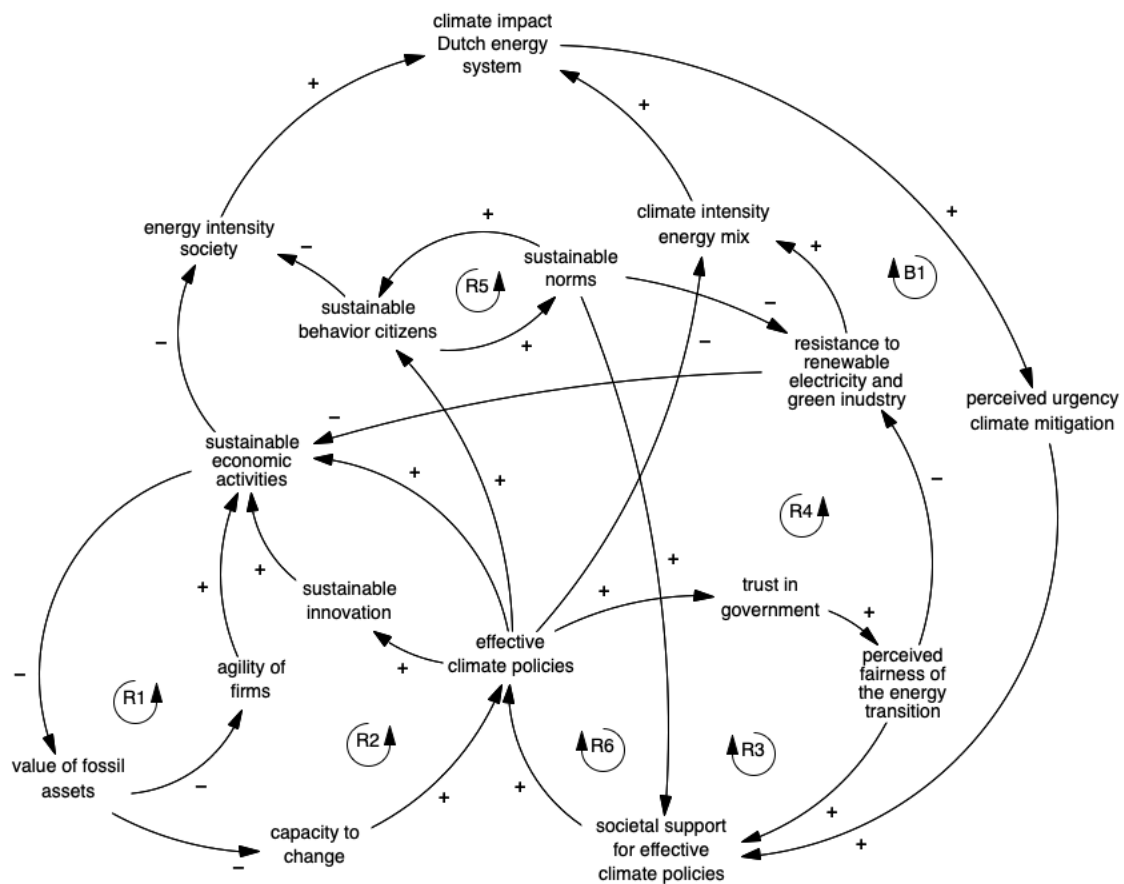 climate impact
Dutch energy
system
+
+
+
energy intensity
society
climate intensity
energy mix
+
+
–
sustainable
norms
B1
R5
sustainable
behavior citizens
–
+
–
–
resistance to
renewable
electricity and
green inudstry
perceived urgency
climate mitigation
–
sustainable
economic
activities
+
+
–
R4
+
+
+
sustainable
innovation
+
trust in
government
+
effective
climate policies
perceived
fairness of
the energy
transition
+
agility of
firms
–
R1
R2
R6
R3
value of fossil
assets
–
+
+
+
capacity to
change
societal support
for effective
climate policies
+
–